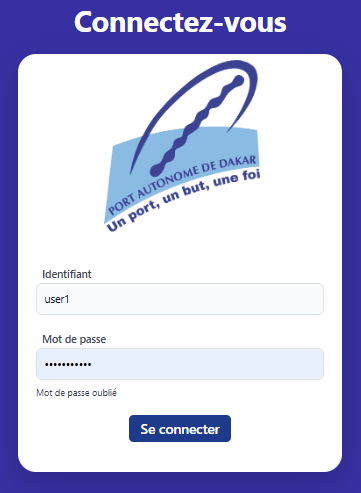 Connectez-vous
PORT AUTONOME DE DAKAR
Un port, un but, une foi
Identifiant
user1
Mot de passe
•••••••••••
Mot de passe oublié
Se connecter